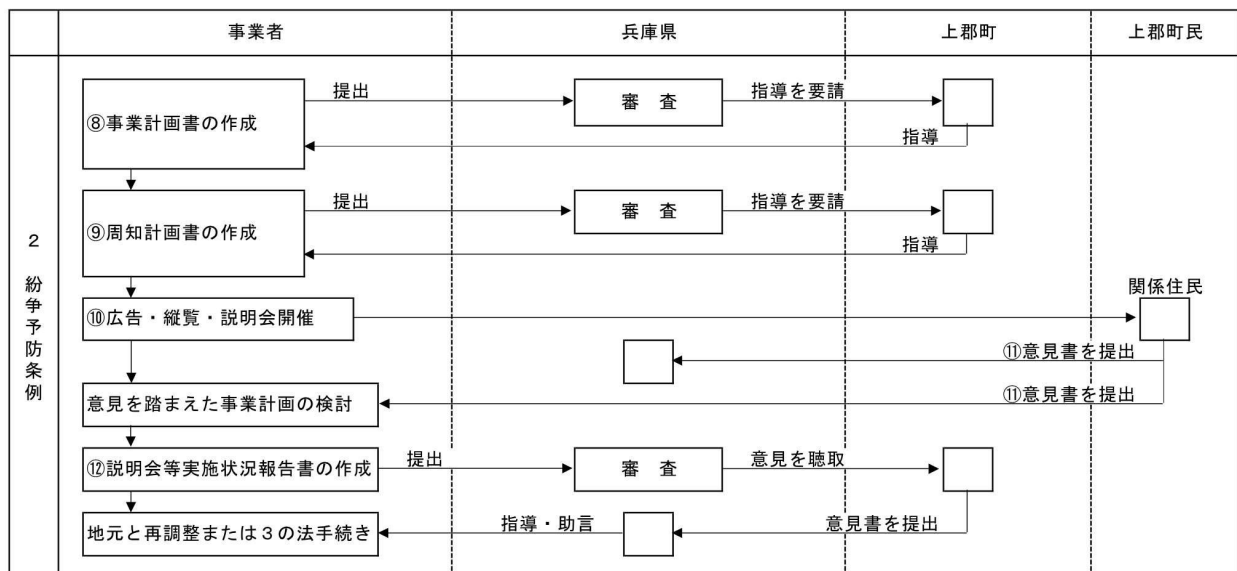 事業者
兵庫県
上郡町
上郡町民
2 紛争予防条例
⑧事業計画書の作成
提出
審　査
指導を要請
指導
⑨周知計画書の作成
提出
審　査
指導を要請
指導
⑩広告・縦覧・説明会開催
関係住民
⑪意見書を提出
意見を踏まえた事業計画の検討
⑪意見書を提出
⑫説明会等実施状況報告書の作成
提出
審　査
意見を聴取
地元と再調整または３の法手続き
指導・助言
意見書を提出